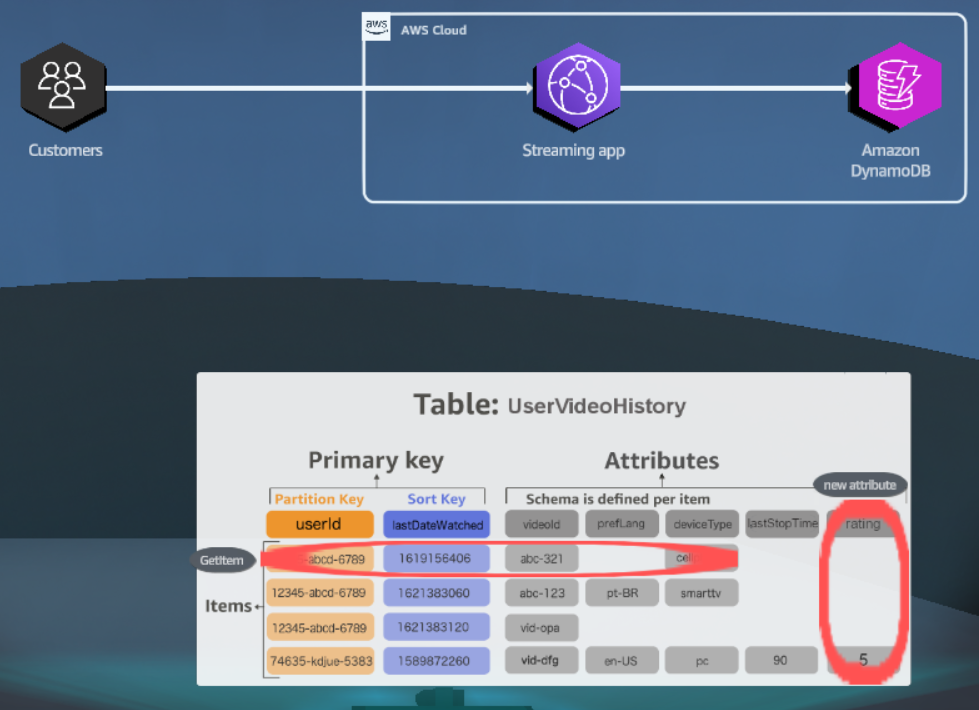 aws
AWS Cloud
Customers
Streaming app
Amazon
DynamoDB
Table: UserVideoHistory
Primary key
Attributes
new attribute
Partition Key
Sort Key
Schema is defined per item
userId
lastDateWatched
videoId
prefLang
deviceType
lastStopTime
rating
GetItem
abcd-6789
1619156406
abc-321
Items
12345-abcd-6789
1621383060
abc-123
pt-BR
smarttv
12345-abcd-6789
1621383120
vid-opa
74635-kdjue-5383
1589872260
vid-dfg
en-US
pc
90
5